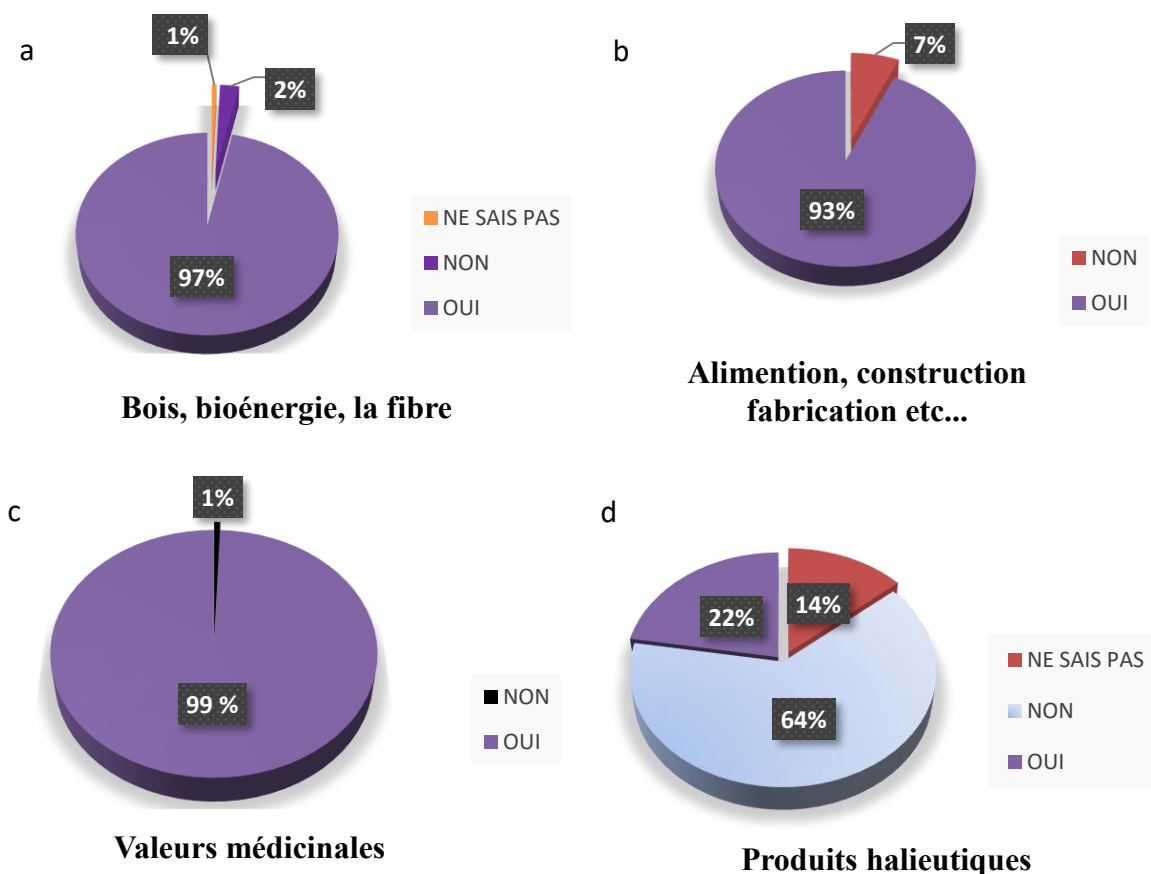 a
1%
2%
97%
NE SAIS PAS
NON
OUI
Bois, bioénergie, la fibre
b
7%
93%
NON
OUI
Alimention, construction
fabrication etc...
c
1%
99 %
NON
OUI
Valeurs médicinales
d
22%
14%
64%
NE SAIS PAS
NON
OUI
Produits halieutiques